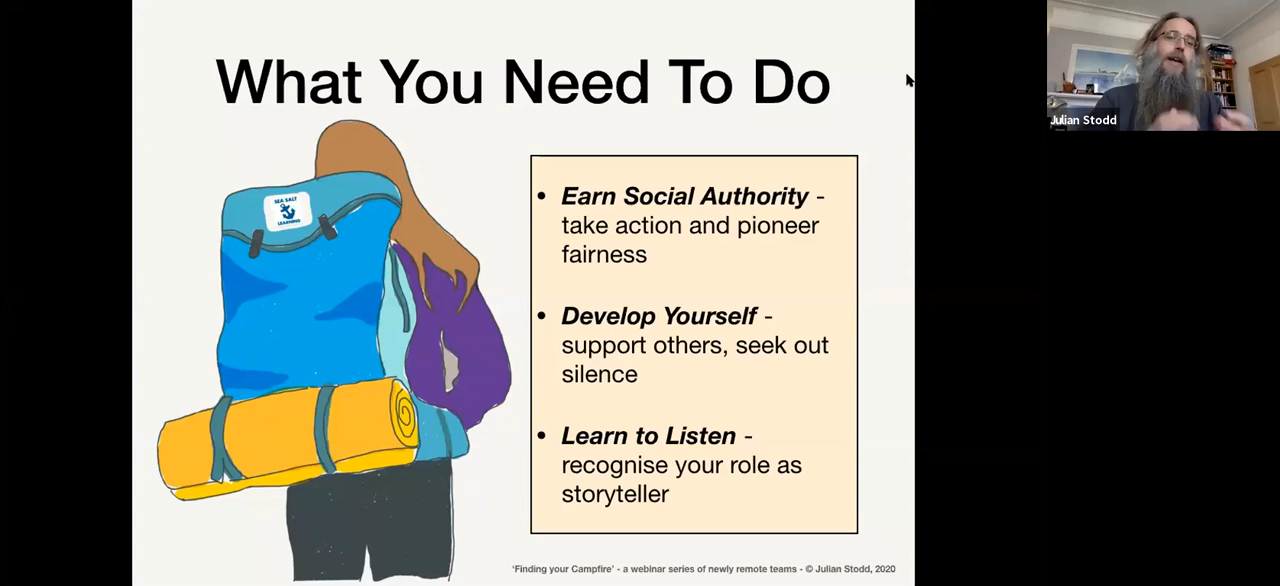 What You Need To Do
Julian Stodd
SEA SALT
LEARNING
• Earn Social Authority -
take action and pioneer
fairness
• Develop Yourself -
support others, seek out
silence
• Learn to Listen -
recognise your role as
storyteller
'Finding your Campfire' - a webinar series of newly remote teams - © Julian Stodd, 2020